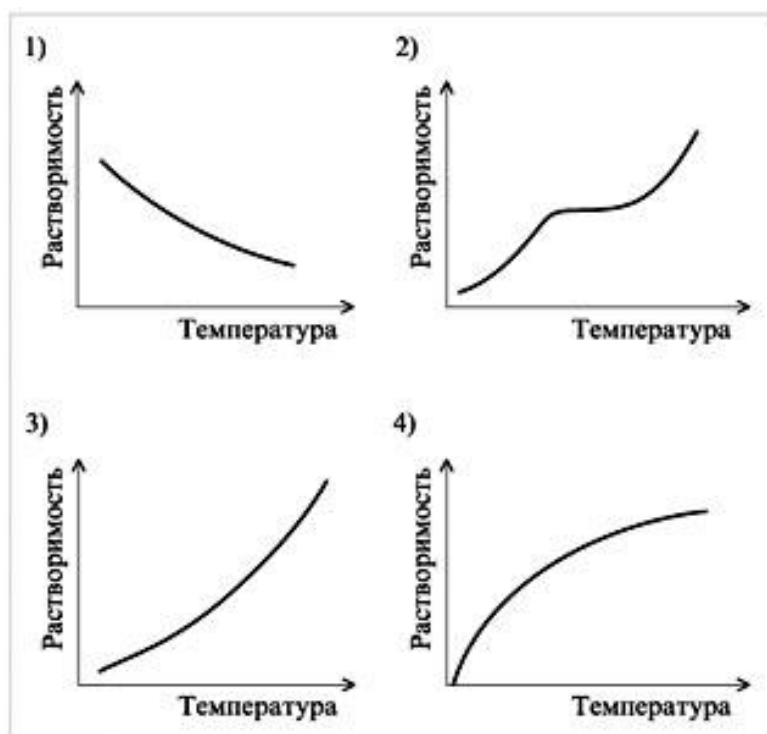 1)
Растворимость
Температура
2)
Растворимость
Температура
3)
Растворимость
Температура
4)
Растворимость
Температура